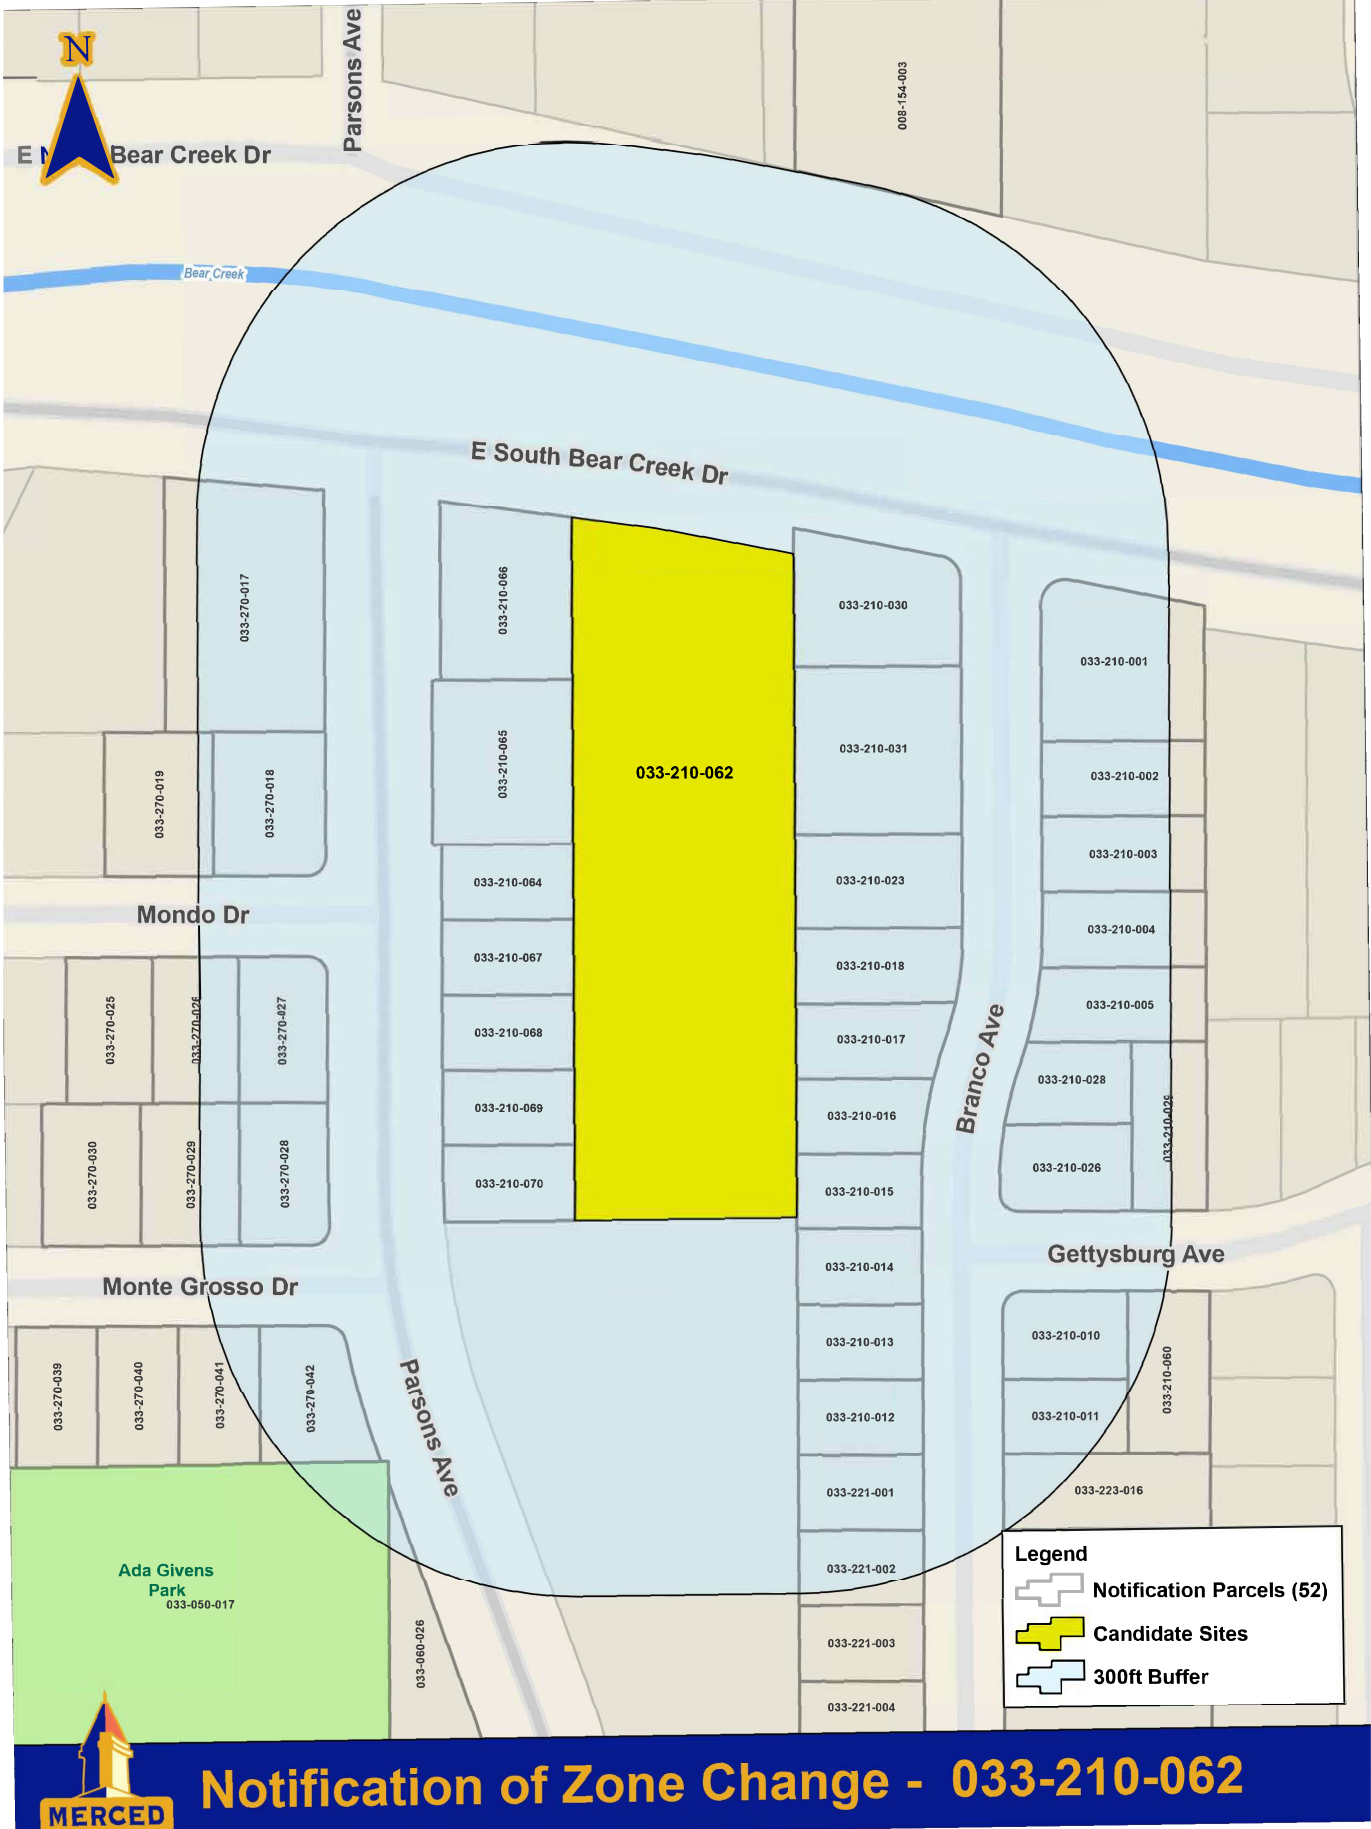 N
Parsons Ave
008-154-003
E N
Bear Creek Dr
Bear Creek
E South Bear Creek Dr
033-270-017
033-210-066
033-210-030
033-210-001
033-210-065
033-210-031
033-210-062
033-210-002
033-270-019
033-270-018
033-210-003
033-210-064
033-210-023
Mondo Dr
033-210-004
033-210-067
033-210-018
033-210-005
033-270-025
033-270-026
033-270-027
033-210-068
033-210-017
Branco Ave
033-210-028
033-210-069
033-210-016
033-210-029
033-270-030
033-270-029
033-270-028
033-210-070
033-210-015
033-210-026
Gettysburg Ave
033-210-014
Monte Grosso Dr
033-210-013
033-210-010
033-210-060
033-270-039
033-270-040
033-270-041
033-270-042
Parsons Ave
033-210-012
033-210-011
033-221-001
033-223-016
033-221-002
Ada Givens
Park
033-050-017
033-060-026
033-221-003
033-221-004
Legend
Notification Parcels (52)
Candidate Sites
300ft Buffer
MERCED
Notification of Zone Change - 033-210-062